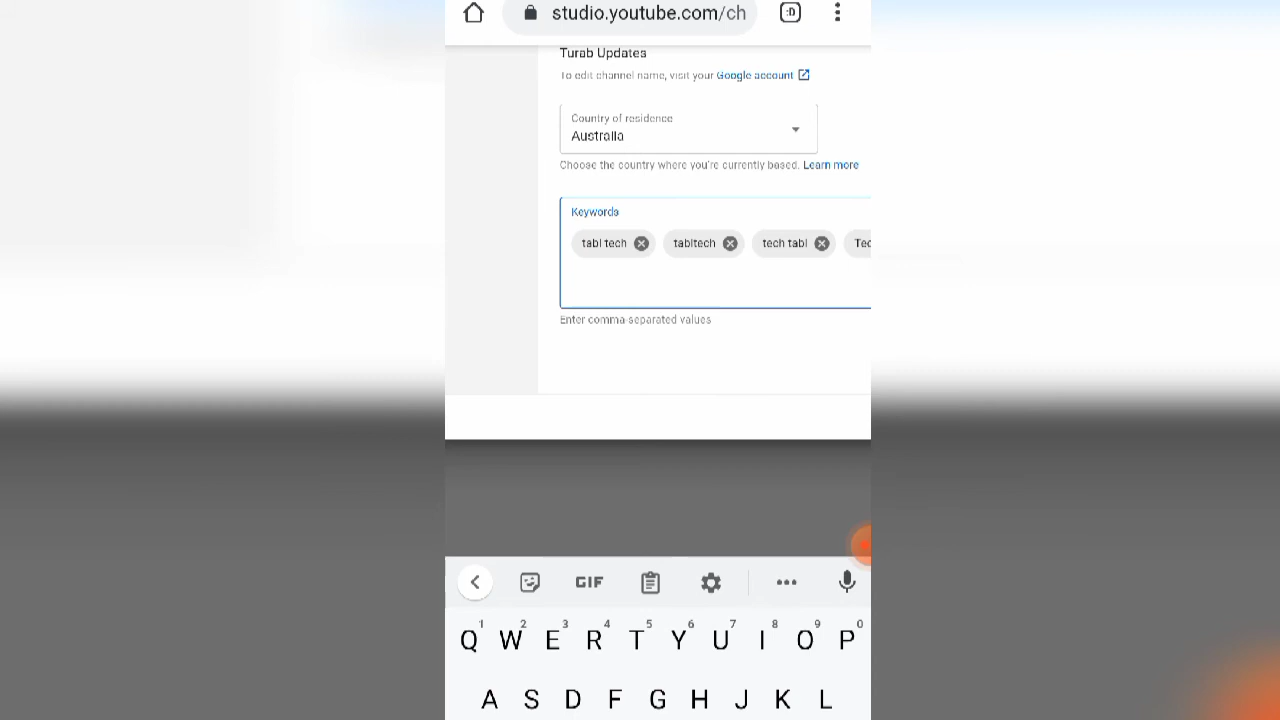 studio.youtube.com/ch
:D
Turab Updates
To edit channel name, visit your Google account
Country of residence
Australia
Choose the country where you're currently based. Learn more
Keywords
tabi tech
tabitech
tech tabi
Tec
Enter comma-separated values
GIF
1 2 3 4 5 6 7 8 9 0
Q W E R T Y U I O P
A S D F G H J K L